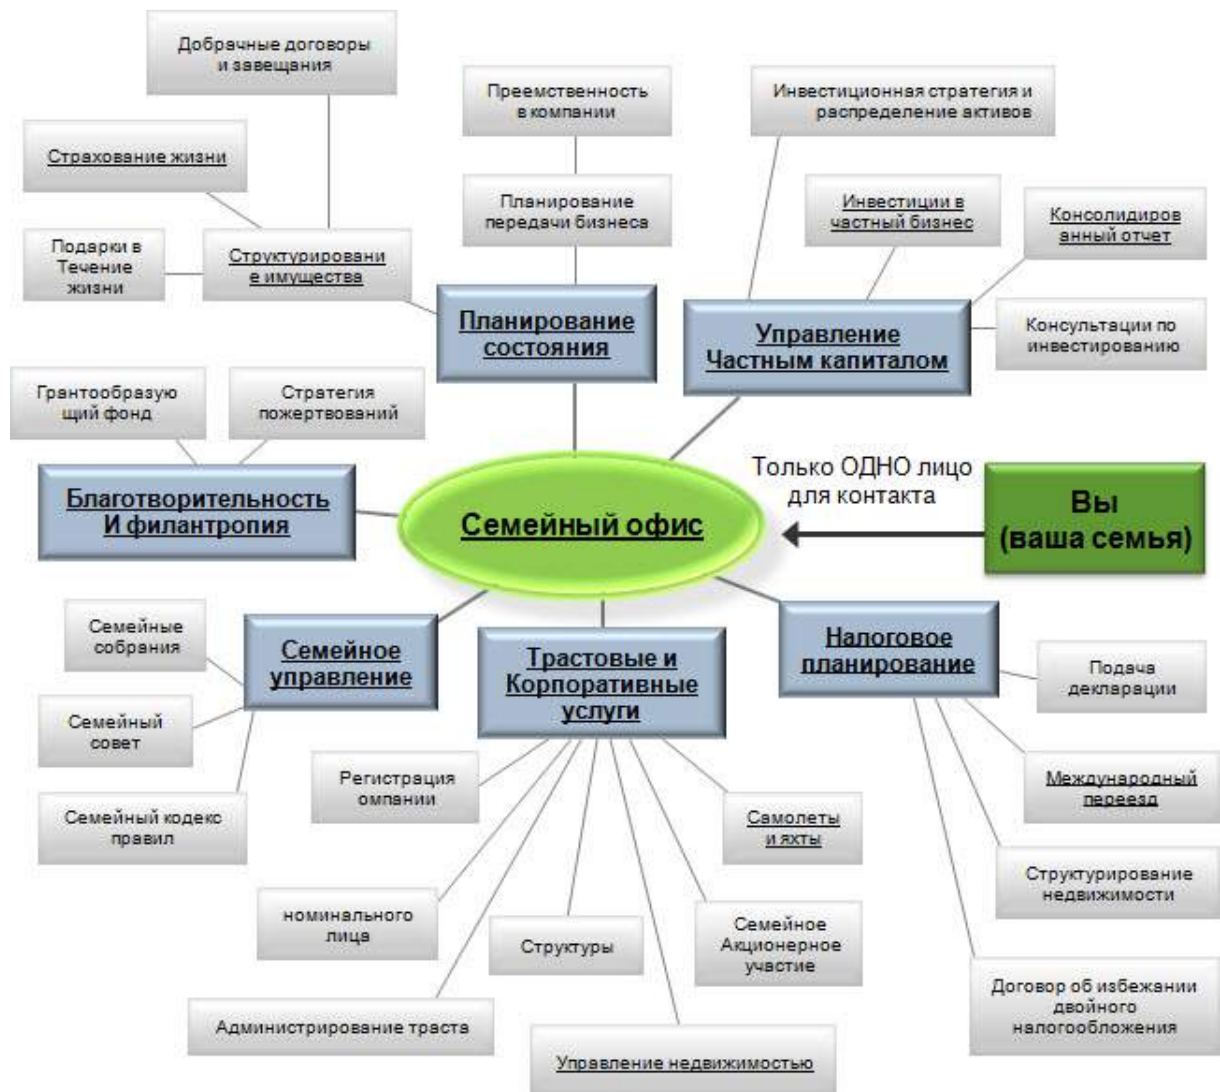 Добрачные договоры
и завещания
Преемственность
в компании
Инвестиционная стратегия и
распределение активов
Страхование жизни
Планирование
передачи бизнеса
Инвестиции в
частный бизнес
Консолидиров
анный отчет
Подарки в
Течение
жизни
Структурировани
е имущества
Планирование
состояния
Управление
Частным капиталом
Консультации по
инвестированию
Грантообразую
щий фонд
Стратегия
пожертвований
Благотворительность
И филантропия
Семейный офис
Только ОДНО лицо
для контакта
Вы
(ваша семья)
Семейные
собрания
Семейное
управление
Трастовые и
Корпоративные
услуги
Налоговое
планирование
Подача
декларации
Семейный
совет
Регистрация
омпании
Международный
переезд
Семейный кодекс
правил
Самолеты
и яхты
Структурирование
недвижимости
номинального
лица
Структуры
Семейное
Акционерное
участие
Договор об избежании
двойного
налогообложения
Администрирование траста
Управление недвижимостью